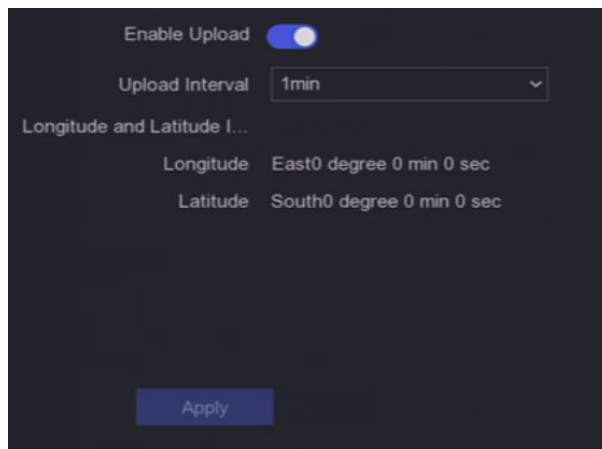 Enable Upload
Upload Interval 1min
Longitude and Latitude I...
Longitude East0 degree 0 min 0 sec
Latitude South0 degree 0 min 0 sec
Apply